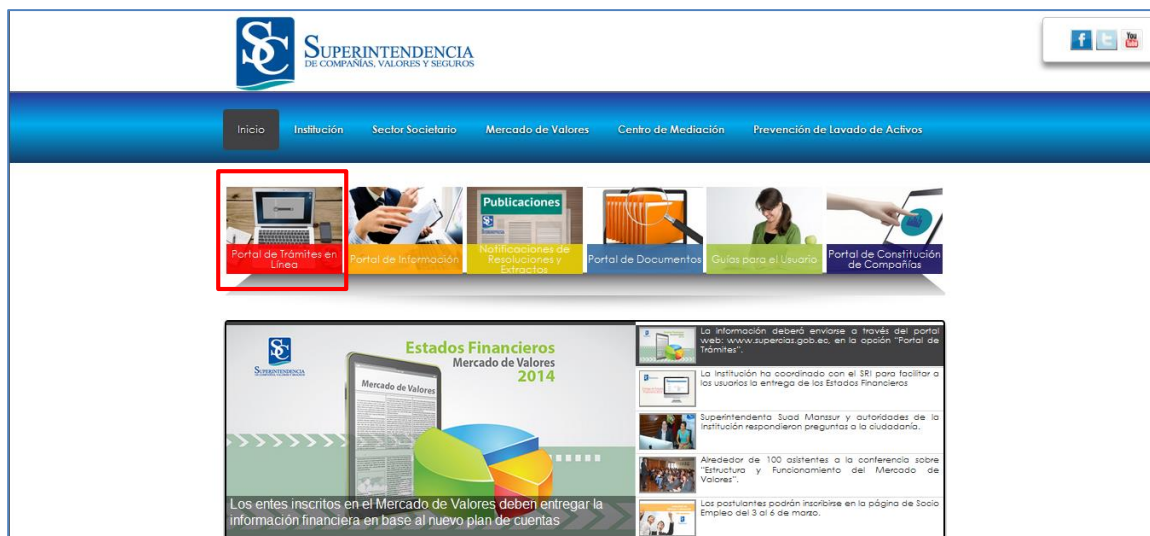 SC
SUPERINTENDENCIA
DE COMPAÑÍAS, VALORES Y SEGUROS
f t You Tube
Inicio Institución Sector Societario Mercado de Valores Centro de Mediación Prevención de Lavado de Activos
Publicaciones
Portal de Trámites en
Línea
Portal de Información
Notificaciones de
Resoluciones y
Extractos
Portal de Documentos
Guías para el Usuario
Portal de Constitución
de Compañías
SC
SUPERINTENDENCIA
Estados Financieros
Mercado de Valores
2014
Mercado de Valores
Los entes inscritos en el Mercado de Valores deben entregar la
información financiera en base al nuevo plan de cuentas
La información deberá enviarse a través del portal
web: www.supercias.gob.ec, en la opción "Portal de
Trámites".
La Institución ha coordinado con el SRI para facilitar a
los usuarios la entrega de los Estados Financieros
Superintendenta Suad Manssur y autoridades de la
Institución respondieron preguntas a la ciudadanía.
Alrededor de 100 asistentes a la conferencia sobre
"Estructura y Funcionamiento del Mercado de
Valores".
Los postulantes podrán inscribirse en la página de Socio
Empleo del 3 al 6 de marzo.